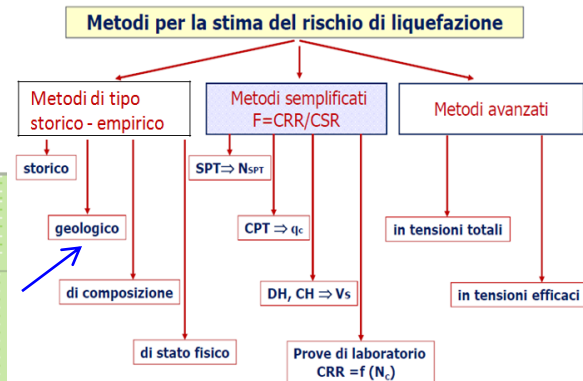 Metodi per la stima del rischio di liquefazione
Metodi di tipo
storico - empirico
Metodi semplificati
F=CRR/CSR
Metodi avanzati
storico
SPT⇒ NSPT
geologico
CPT ⇒ qc
in tensioni totali
di composizione
DH, CH ⇒ VS
in tensioni efficaci
di stato fisico
Prove di laboratorio
CRR =f (Nc)